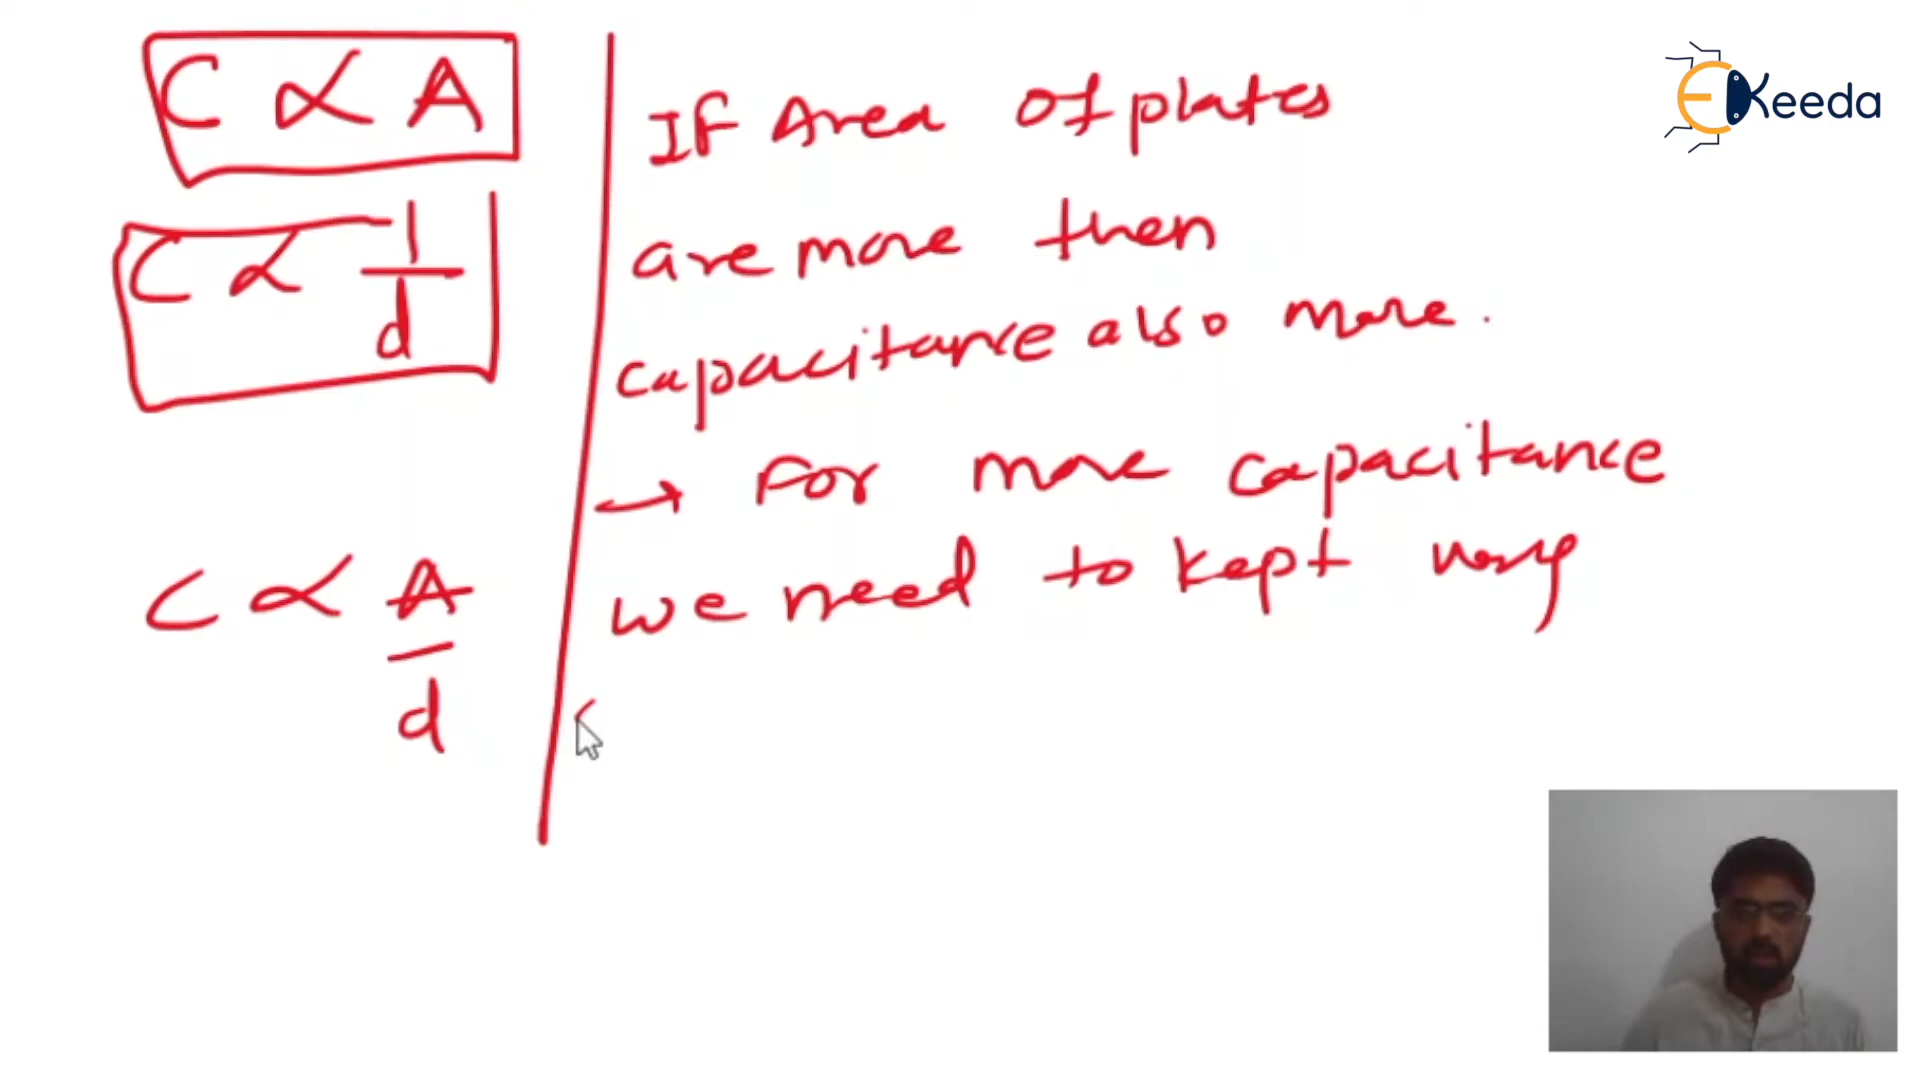 C ∝ A
C ∝ 1/d
C ∝ A/d
If Area of plates
are more then
capacitance also more.
→ For more capacitance
we need to kept very
EKeeda